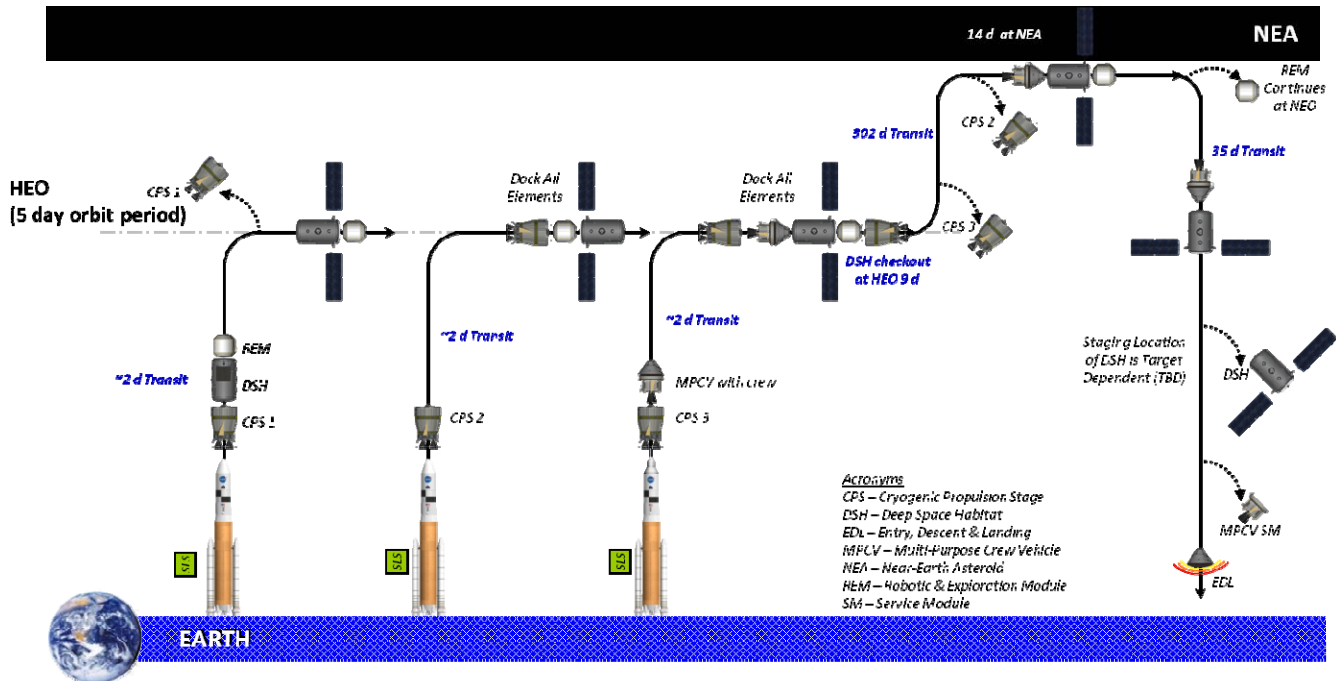 14 d at NEA
NEA
REM
Continues
at NEO
CPS 2
302 d Transit
35 d Transit
HEO
(5 day orbit period)
CPS 1
Dock All
Elements
Dock All
Elements
CPS 3
DSH checkout
at HEO 9 d
~2 d Transit
REM
DSH
CPS 1
~2 d Transit
CPS 2
~2 d Transit
MPCV with crew
CPS 3
Staging Location
of DSH is Target
Dependent (TBD)
DSH
MPCV SM
EDL
SLS
SLS
SLS
Acronyms
CPS – Cryogenic Propulsion Stage
DSH – Deep Space Habitat
EDL – Entry, Descent & Landing
MPCV – Multi-Purpose Crew Vehicle
NEA – Near-Earth Asteroid
REM – Robotic & Exploration Module
SM – Service Module
EARTH